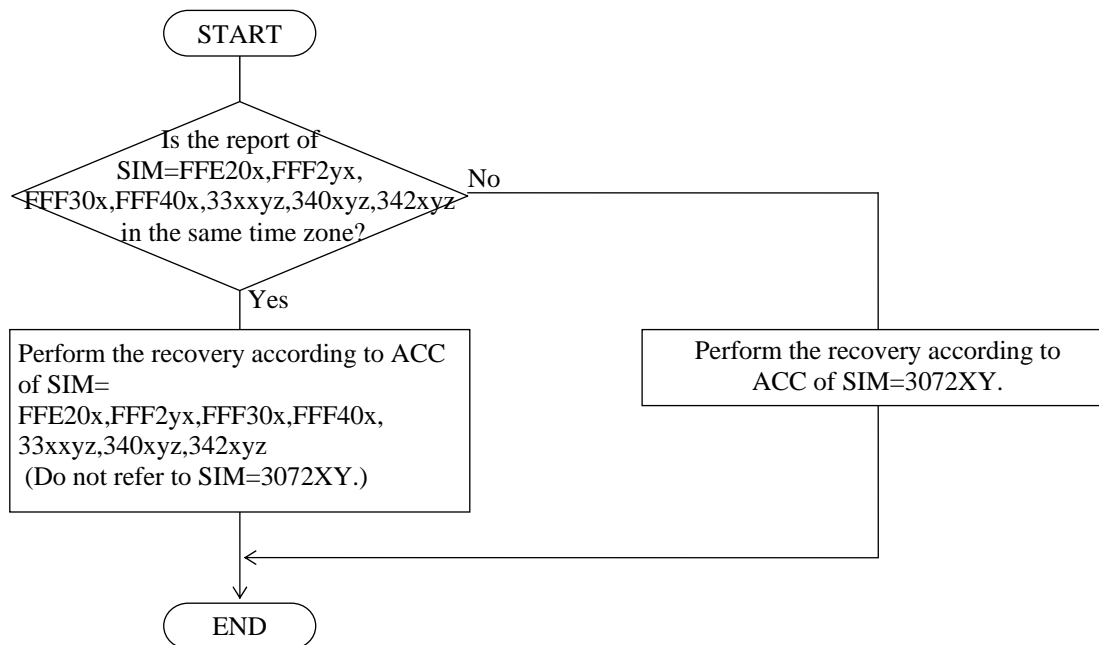 START
Is the report of
SIM=FFE20x,FFF2yx,
FFF30x,FFF40x,33xxyz,340xyz,342xyz
in the same time zone?
No
Yes
Perform the recovery according to ACC
of SIM=
FFE20x,FFF2yx,FFF30x,FFF40x,
33xxyz,340xyz,342xyz
(Do not refer to SIM=3072XY.)
Perform the recovery according to
ACC of SIM=3072XY.
END